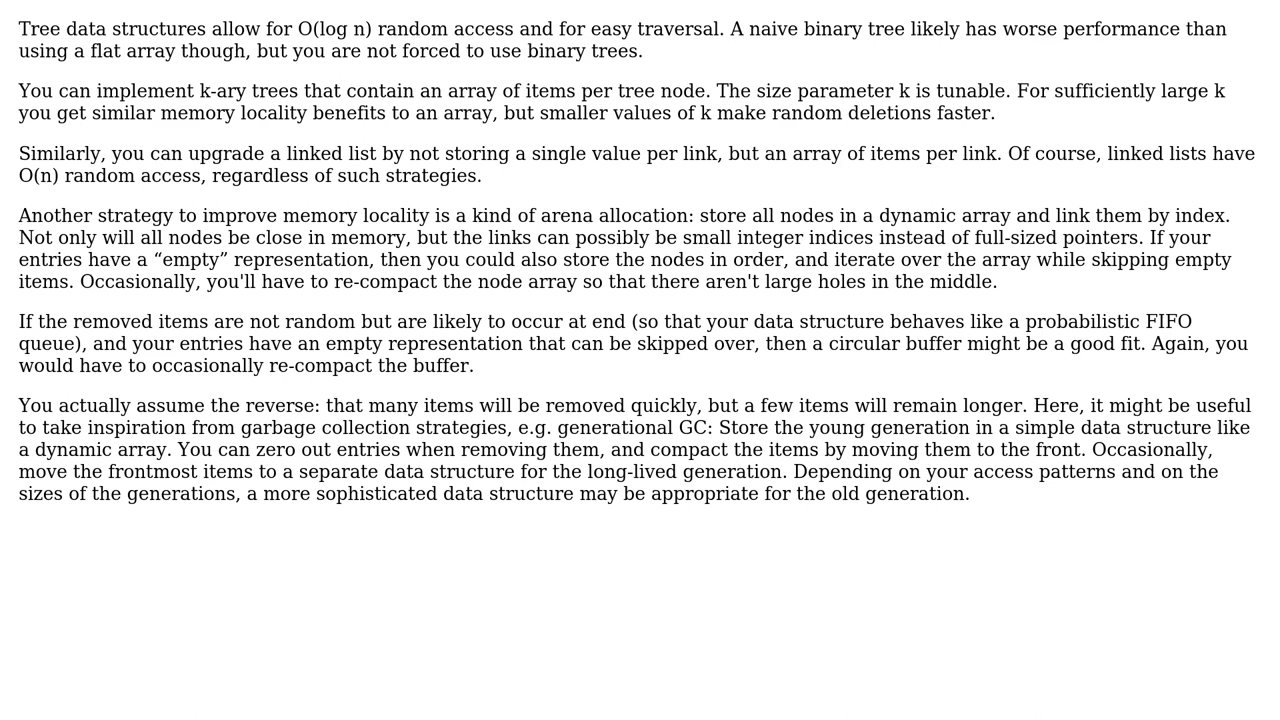 Tree data structures allow for O(log n) random access and for easy traversal. A naive binary tree likely has worse performance than
using a flat array though, but you are not forced to use binary trees.
You can implement k-ary trees that contain an array of items per tree node. The size parameter k is tunable. For sufficiently large k
you get similar memory locality benefits to an array, but smaller values of k make random deletions faster.
Similarly, you can upgrade a linked list by not storing a single value per link, but an array of items per link. Of course, linked lists have
O(n) random access, regardless of such strategies.
Another strategy to improve memory locality is a kind of arena allocation: store all nodes in a dynamic array and link them by index.
Not only will all nodes be close in memory, but the links can possibly be small integer indices instead of full-sized pointers. If your
entries have a “empty” representation, then you could also store the nodes in order, and iterate over the array while skipping empty
items. Occasionally, you'll have to re-compact the node array so that there aren't large holes in the middle.
If the removed items are not random but are likely to occur at end (so that your data structure behaves like a probabilistic FIFO
queue), and your entries have an empty representation that can be skipped over, then a circular buffer might be a good fit. Again, you
would have to occasionally re-compact the buffer.
You actually assume the reverse: that many items will be removed quickly, but a few items will remain longer. Here, it might be useful
to take inspiration from garbage collection strategies, e.g. generational GC: Store the young generation in a simple data structure like
a dynamic array. You can zero out entries when removing them, and compact the items by moving them to the front. Occasionally,
move the frontmost items to a separate data structure for the long-lived generation. Depending on your access patterns and on the
sizes of the generations, a more sophisticated data structure may be appropriate for the old generation.